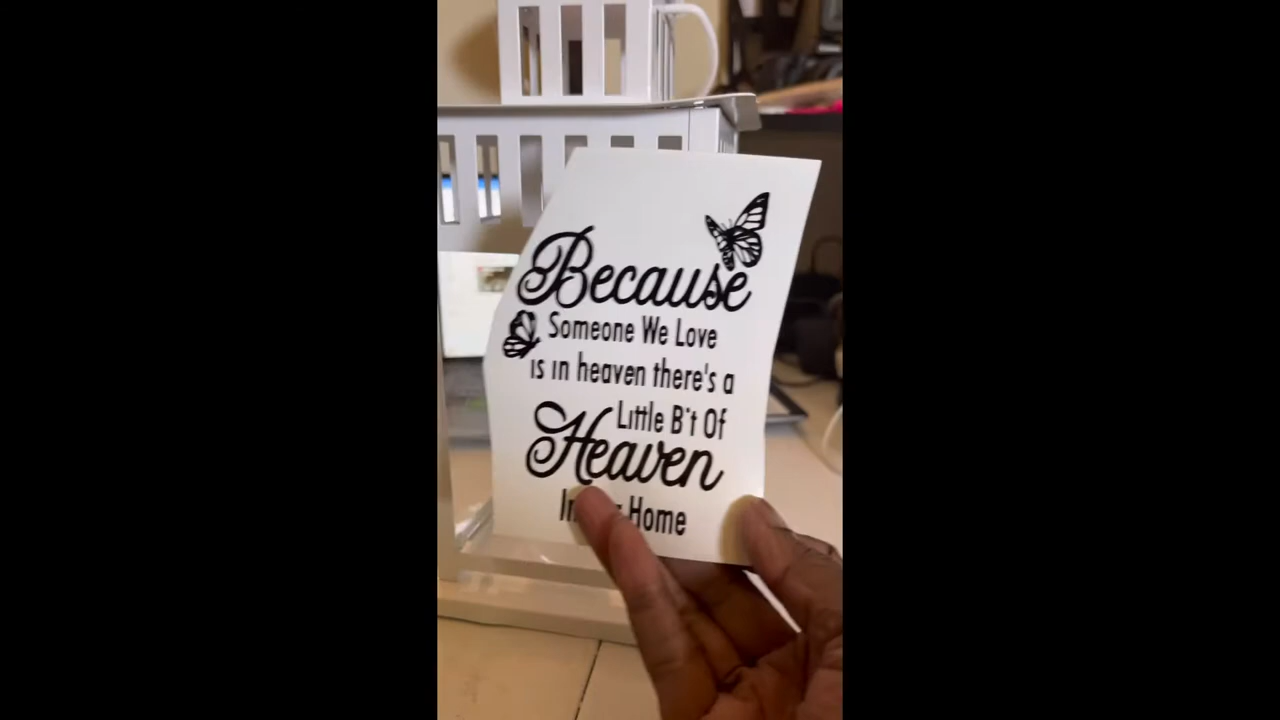 Because
Someone We Love
is in heaven there's a
Little B't Of
Heaven
Home